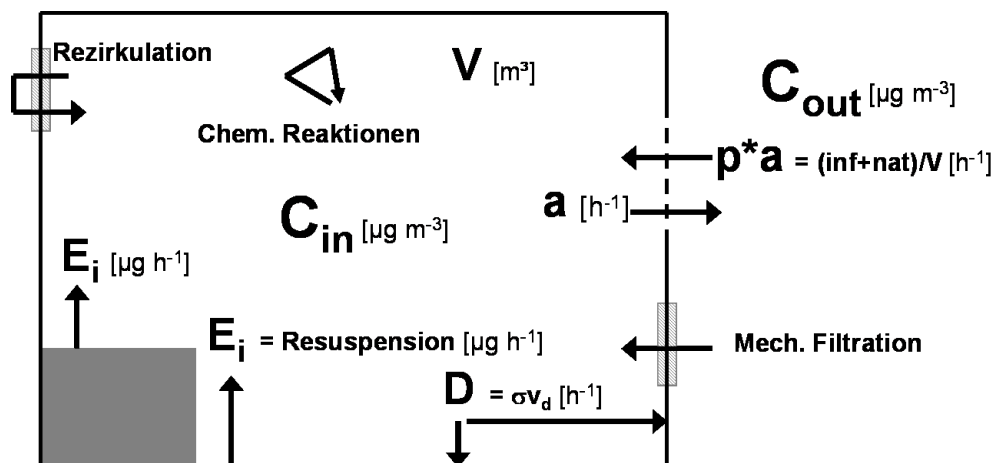 Rezirkulation
V [m³]
C_out [µg m⁻³]
Chem. Reaktionen
p*a = (inf+nat)/V [h⁻¹]
a [h⁻¹]
C_in [µg m⁻³]
E_i [µg h⁻¹]
E_i = Resuspension [µg h⁻¹]
Mech. Filtration
D = σv_d [h⁻¹]